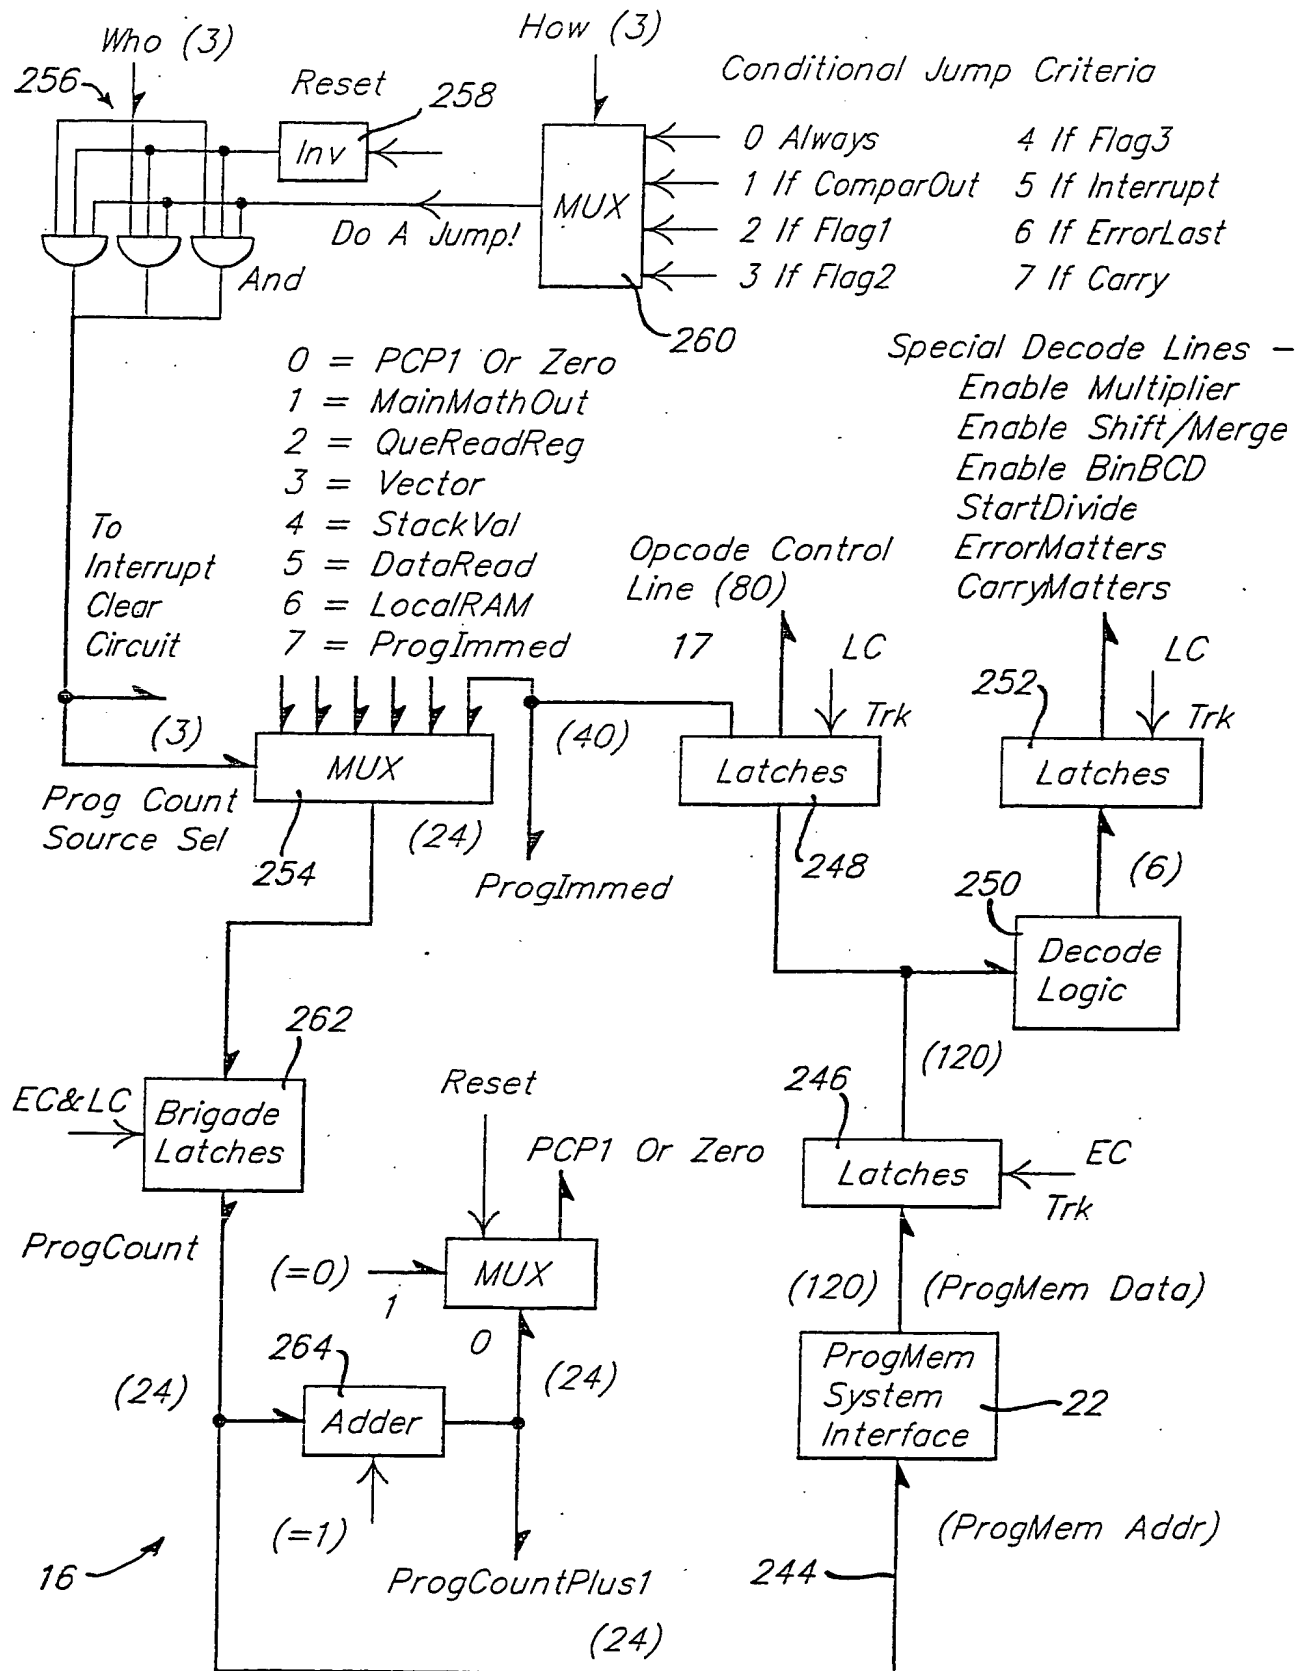 Who (3)
How (3)
Conditional Jump Criteria
256
Reset
258
Inv
MUX
0 Always
1 If ComparOut
2 If Flag1
3 If Flag2
4 If Flag3
5 If Interrupt
6 If ErrorLast
7 If Carry
Do A Jump!
And
260
0 = PCP1 Or Zero
1 = MainMathOut
2 = QueReadReg
3 = Vector
4 = StackVal
5 = DataRead
6 = LocalRAM
7 = ProgImmed
Special Decode Lines –
Enable Multiplier
Enable Shift/Merge
Enable BinBCD
StartDivide
ErrorMatters
CarryMatters
To
Interrupt
Clear
Circuit
Opcode Control
Line (80)
17
LC
Trk
252
LC
Trk
(3)
MUX
(40)
Latches
Latches
Prog Count
Source Sel
254
(24)
ProgImmed
248
250
(6)
Decode
Logic
262
(120)
EC&LC
Brigade
Latches
Reset
246
PCP1 Or Zero
Latches
EC
Trk
ProgCount
(=0)
1
MUX
0
(120)
(ProgMem Data)
264
(24)
Adder
(24)
ProgMem
System
Interface
22
(=1)
(ProgMem Addr)
16
ProgCountPlus1
244
(24)